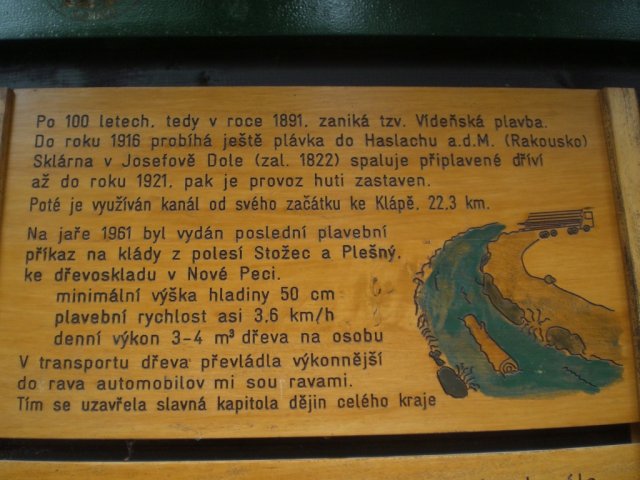 Po 100 letech, tedy v roce 1891, zaniká tzv. Vídeňská plavba.
Do roku 1916 probíhá ještě plávka do Haslachu a.d.M. (Rakousko)
Sklárna v Josefově Dole (zal. 1822) spaluje připlavené dříví
až do roku 1921, pak je provoz huti zastaven.
Poté je využíván kanál od svého začátku ke Klápě, 22,3 km.
Na jaře 1961 byl vydán poslední plavební
příkaz na klády z polesí Stožec a Plešný,
ke dřevoskladu v Nové Peci.
minimální výška hladiny 50 cm
plavební rychlost asi 3,6 km/h
denní výkon 3-4 m³ dřeva na osobu
V transportu dřeva převládla výkonnější
do rava automobilov mi sou ravami.
Tím se uzavřela slavná kapitola dějin celého kraje